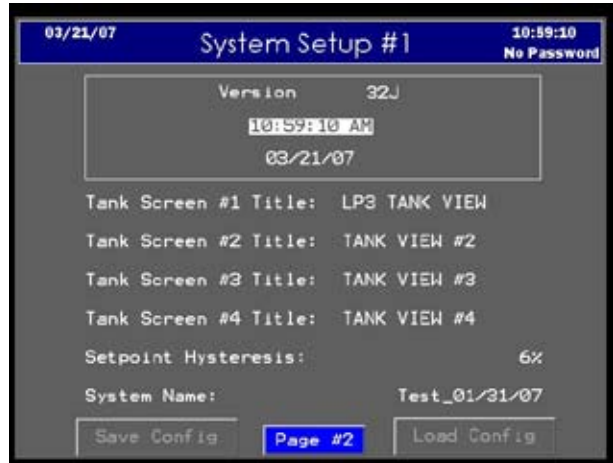 03/21/07 System Setup #1 10:59:10
No Password
Version 32J
10:59:10 AM
03/21/07
Tank Screen #1 Title: LP3 TANK VIEW
Tank Screen #2 Title: TANK VIEW #2
Tank Screen #3 Title: TANK VIEW #3
Tank Screen #4 Title: TANK VIEW #4
Setpoint Hysteresis: 6%
System Name: Test_01/31/07
Save Config Page #2 Load Config